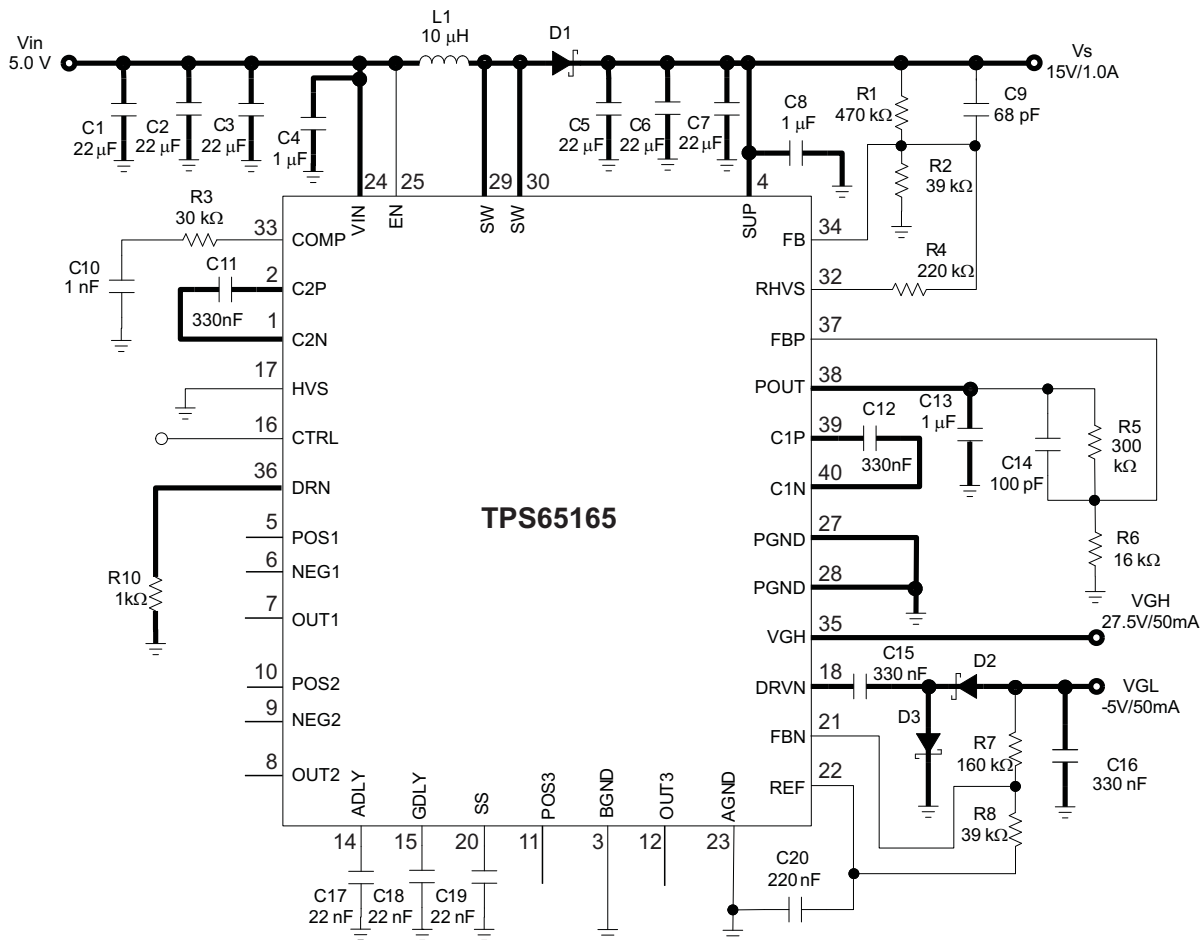 L1
10 μH
D1
Vin
5.0 V
Vs
15V/1.0A
C1
22 μF
C2
22 μF
C3
22 μF
C4
1 μF
C5
22 μF
C6
22 μF
C7
22 μF
C8
1 μF
R1
470 kΩ
C9
68 pF
R2
39 kΩ
24
25
29
30
4
VIN
EN
SW
SW
SUP
R3
30 kΩ
33
COMP
C10
1 nF
C11
330nF
2
C2P
1
C2N
17
HVS
16
CTRL
36
DRN
R10
1kΩ
5
POS1
6
NEG1
7
OUT1
10
POS2
9
NEG2
8
OUT2
TPS65165
FB
34
RHVS
32
R4
220 kΩ
FBP
37
POUT
38
C13
1 μF
C14
100 pF
R5
300
kΩ
C1P
39
C12
330nF
C1N
40
PGND
27
PGND
28
R6
16 kΩ
VGH
35
VGH
27.5V/50mA
DRVN
18
C15
330 nF
D2
VGL
-5V/50mA
D3
FBN
21
R7
160 kΩ
C16
330 nF
REF
22
R8
39 kΩ
ADLY
GDLY
SS
POS3
BGND
OUT3
AGND
14
15
20
11
3
12
23
C17
22 nF
C18
22 nF
C19
22 nF
C20
220 nF